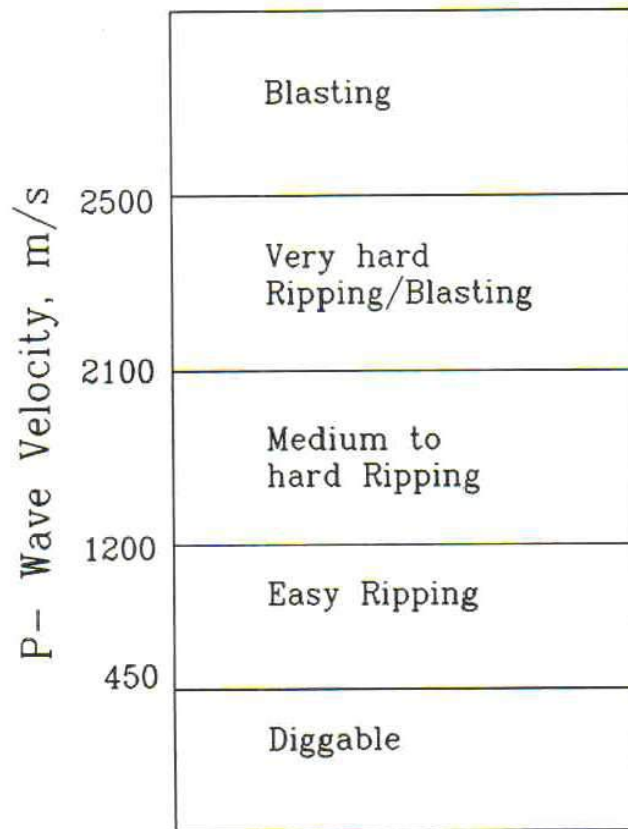 Blasting
2500
Very hard
Ripping/Blasting
2100
Medium to
hard Ripping
1200
Easy Ripping
450
Diggable
P- Wave Velocity, m/s